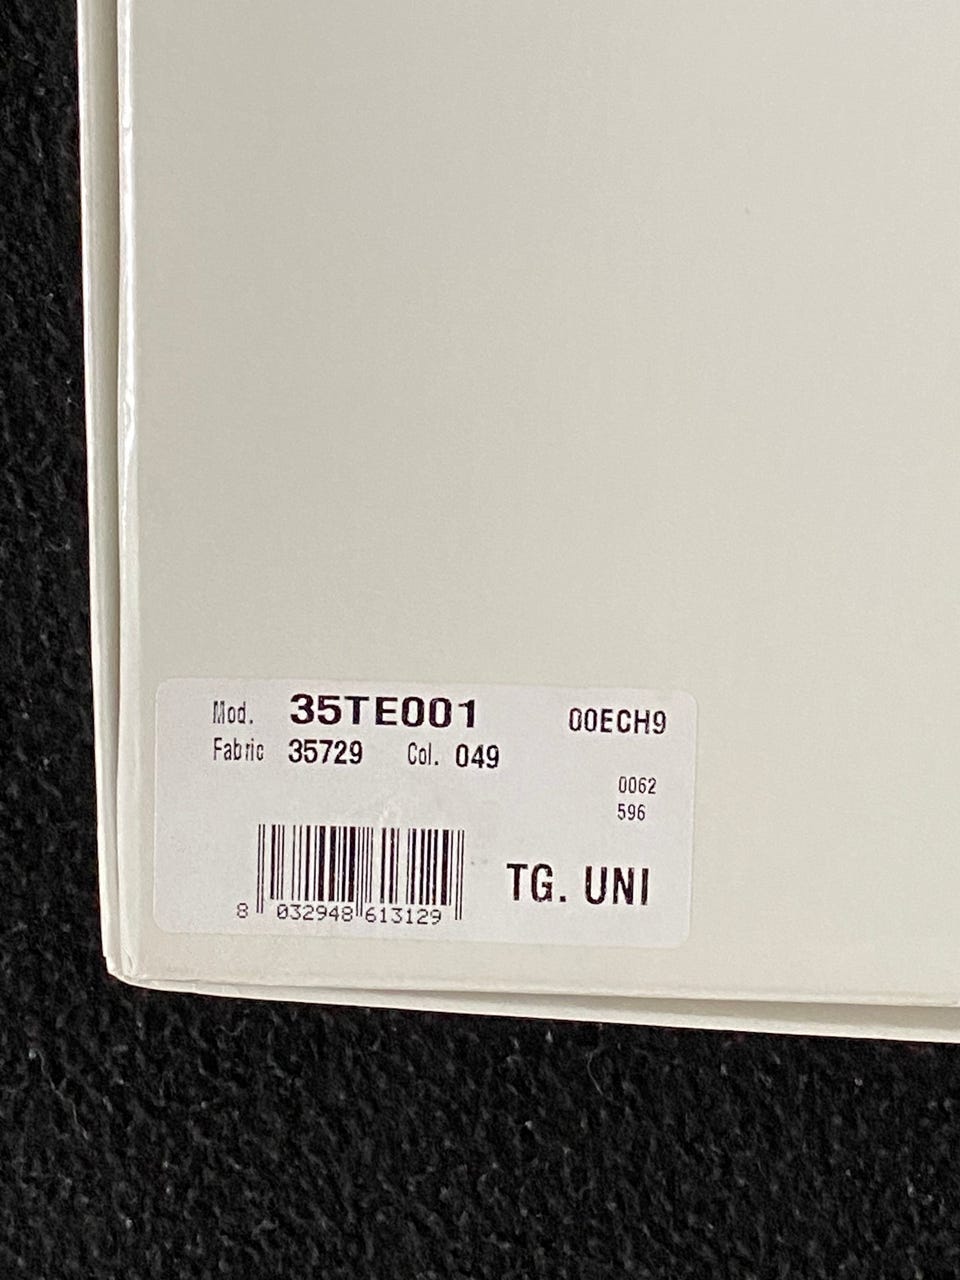 Mod. 35TE001 00ECH9
Fabric 35729 Col. 049
0062
596
TG. UNI
8 032948 613129